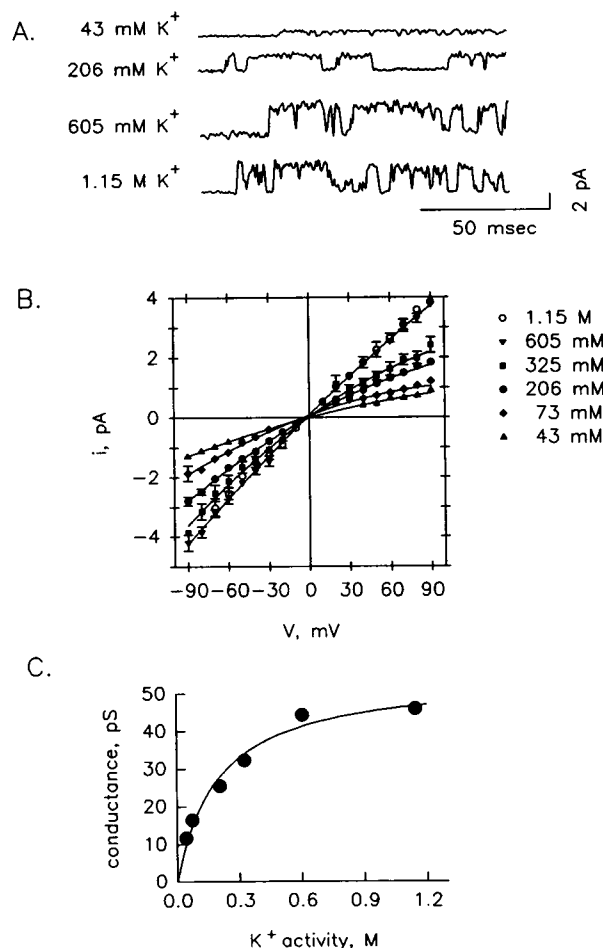 A.
43 mM K+
206 mM K+
605 mM K+
1.15 M K+
2 pA
50 msec
B.
4
2
0
-2
-4
i, pA
-90 -60 -30 0 30 60 90
V, mV
1.15 M
605 mM
325 mM
206 mM
73 mM
43 mM
C.
50
40
30
20
10
0
conductance, pS
0.0 0.3 0.6 0.9 1.2
K+ activity, M